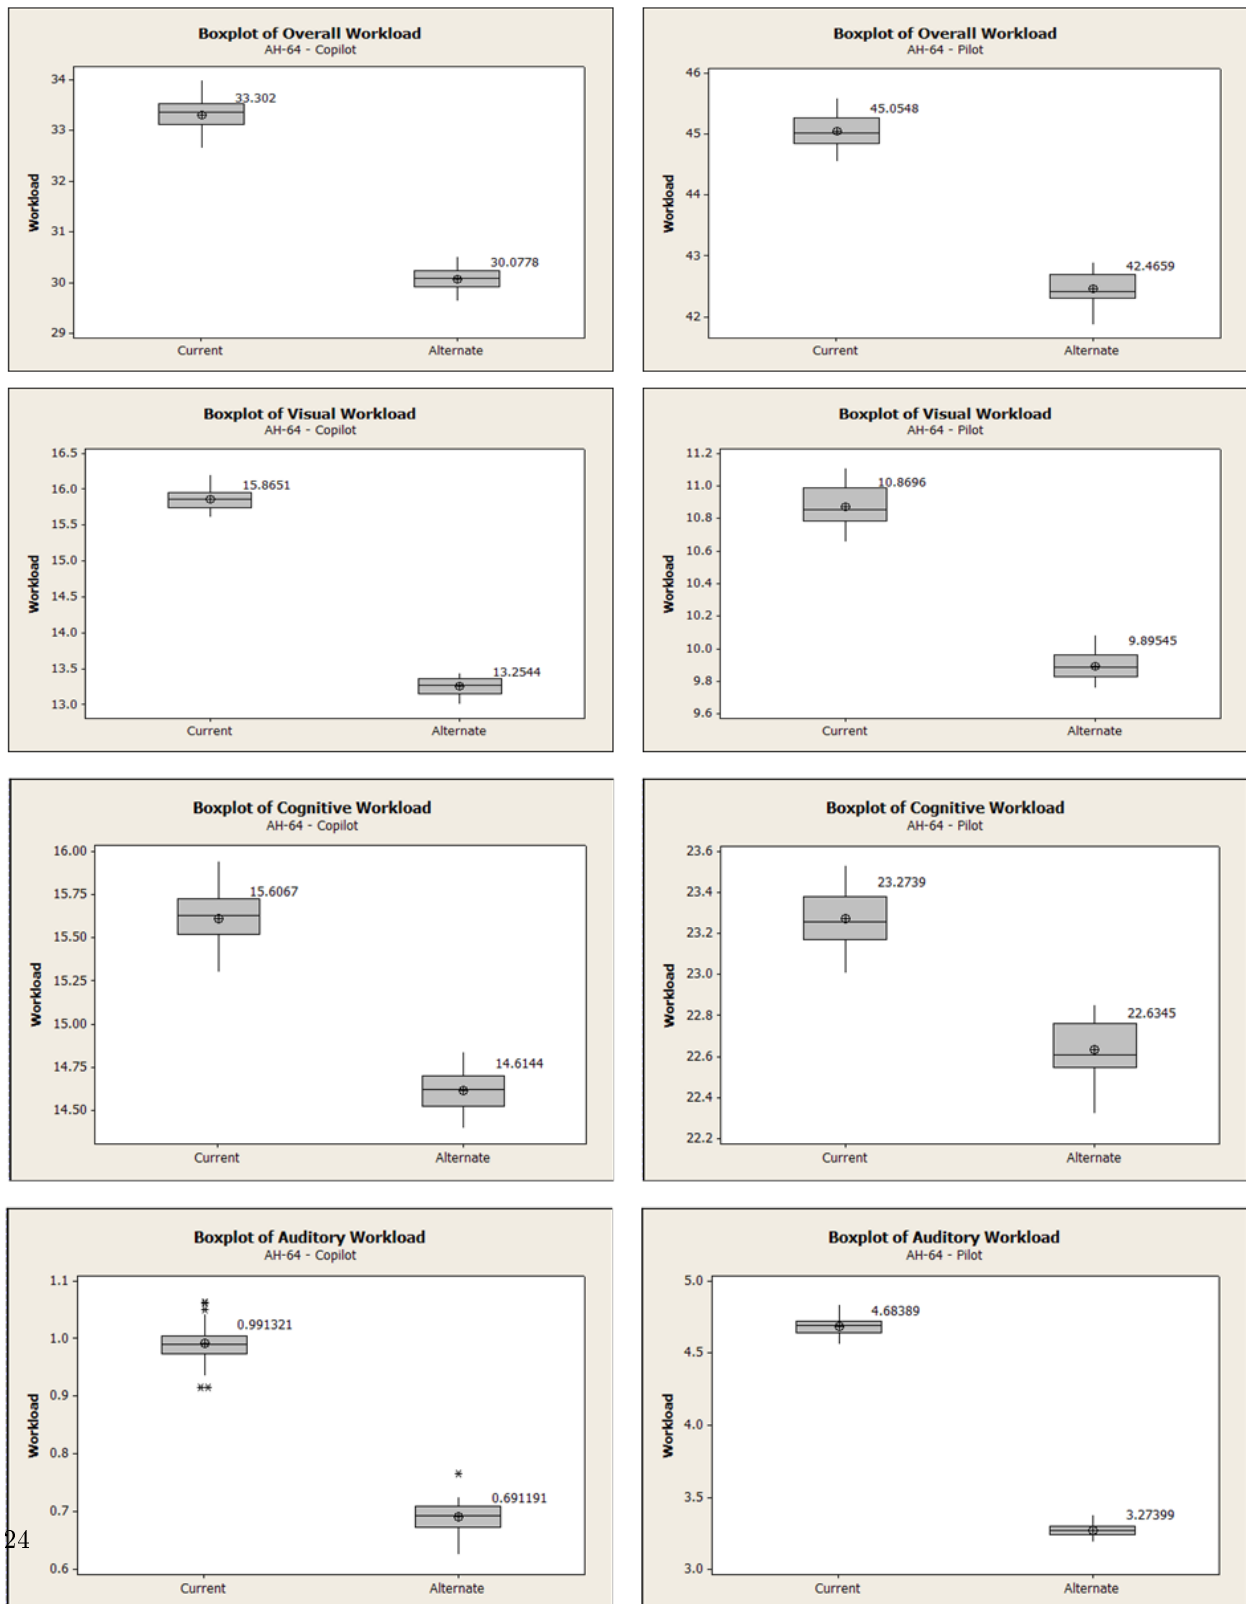 Boxplot of Overall Workload
AH-64 - Copilot
Workload
34
33
32
31
30
29
33.302
30.0778
Current
Alternate
Boxplot of Overall Workload
AH-64 - Pilot
Workload
46
45
44
43
42
45.0548
42.4659
Current
Alternate
Boxplot of Visual Workload
AH-64 - Copilot
Workload
16.5
16.0
15.5
15.0
14.5
14.0
13.5
13.0
15.8651
13.2544
Current
Alternate
Boxplot of Visual Workload
AH-64 - Pilot
Workload
11.2
11.0
10.8
10.6
10.4
10.2
10.0
9.8
9.6
10.8696
9.89545
Current
Alternate
Boxplot of Cognitive Workload
AH-64 - Copilot
Workload
16.00
15.75
15.50
15.25
15.00
14.75
14.50
15.6067
14.6144
Current
Alternate
Boxplot of Cognitive Workload
AH-64 - Pilot
Workload
23.6
23.4
23.2
23.0
22.8
22.6
22.4
22.2
23.2739
22.6345
Current
Alternate
Boxplot of Auditory Workload
AH-64 - Copilot
Workload
1.1
1.0
0.9
0.8
0.7
0.6
0.991321
0.691191
Current
Alternate
Boxplot of Auditory Workload
AH-64 - Pilot
Workload
5.0
4.5
4.0
3.5
3.0
4.68389
3.27399
Current
Alternate
24